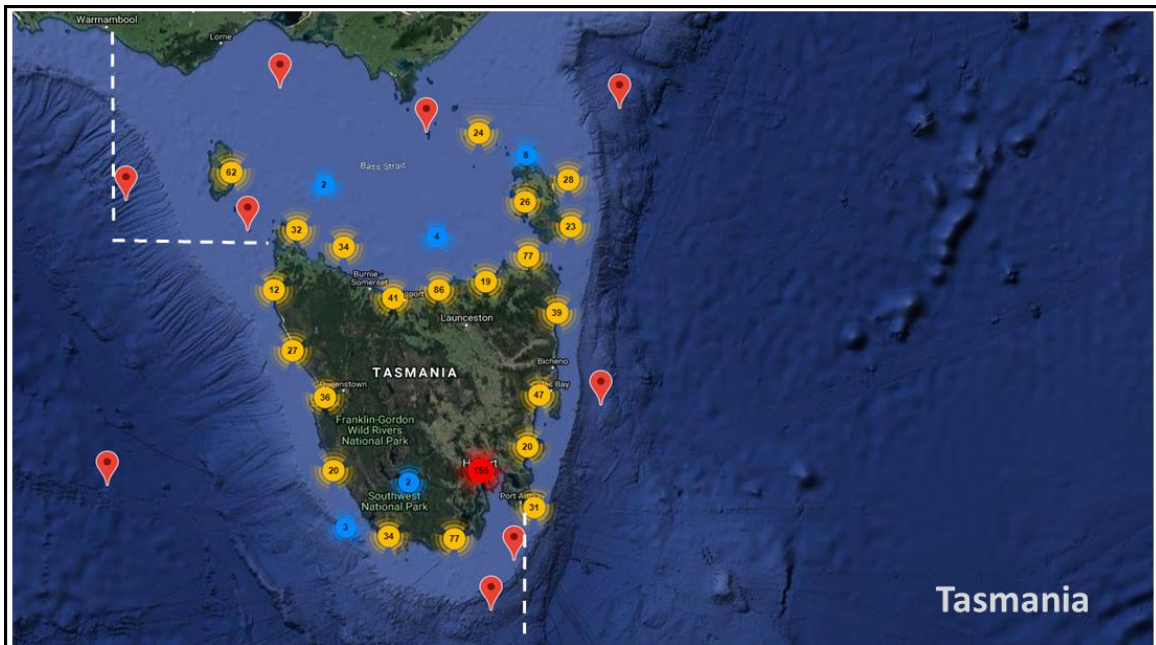 Warrnambool
Lorne
24
Bass Strait
8
62
2
28
26
32
4
23
34
77
Burnie -
Somerset
12
41
86
19
39
Launceston
27
Bicheno
TASMANIA
36
47
Bay
Franklin-Gordon
Wild Rivers
National Park
20
20
155
2
Southwest
National Park
Port
31
3
34
77
Tasmania